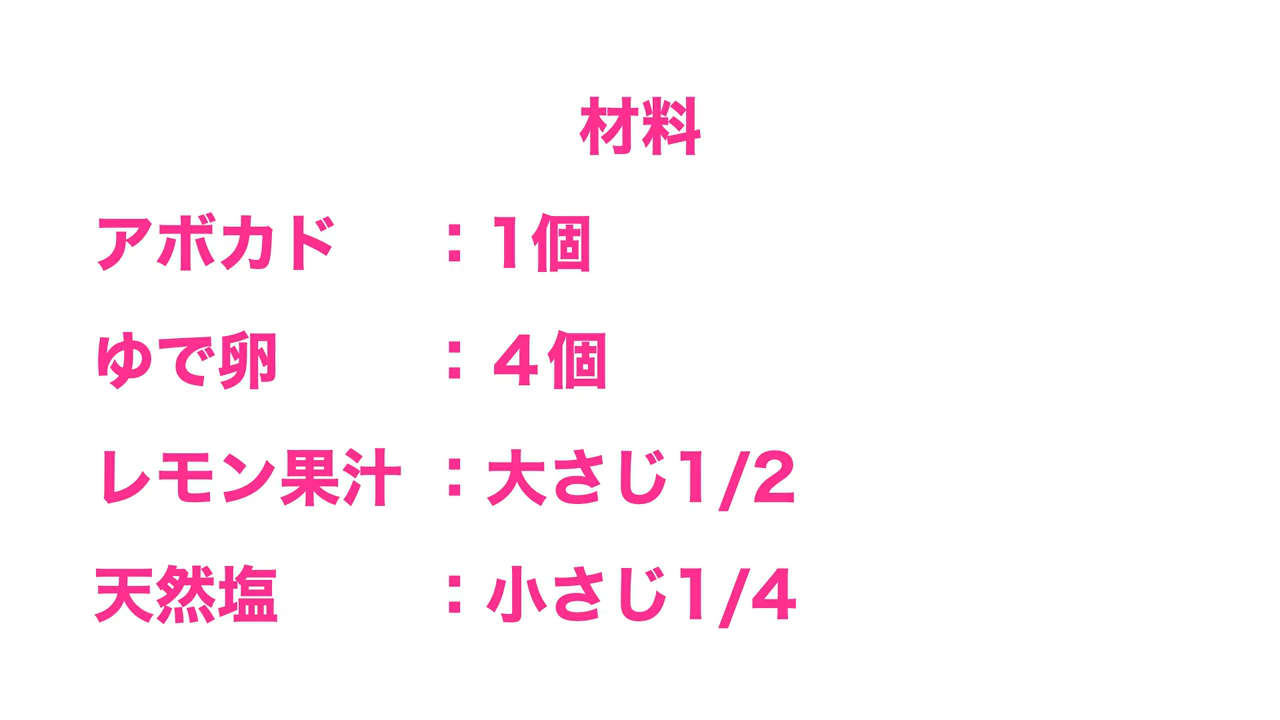 材料
アボカド　：1個
ゆで卵　：４個
レモン果汁　：大さじ1/2
天然塩　：小さじ1/4